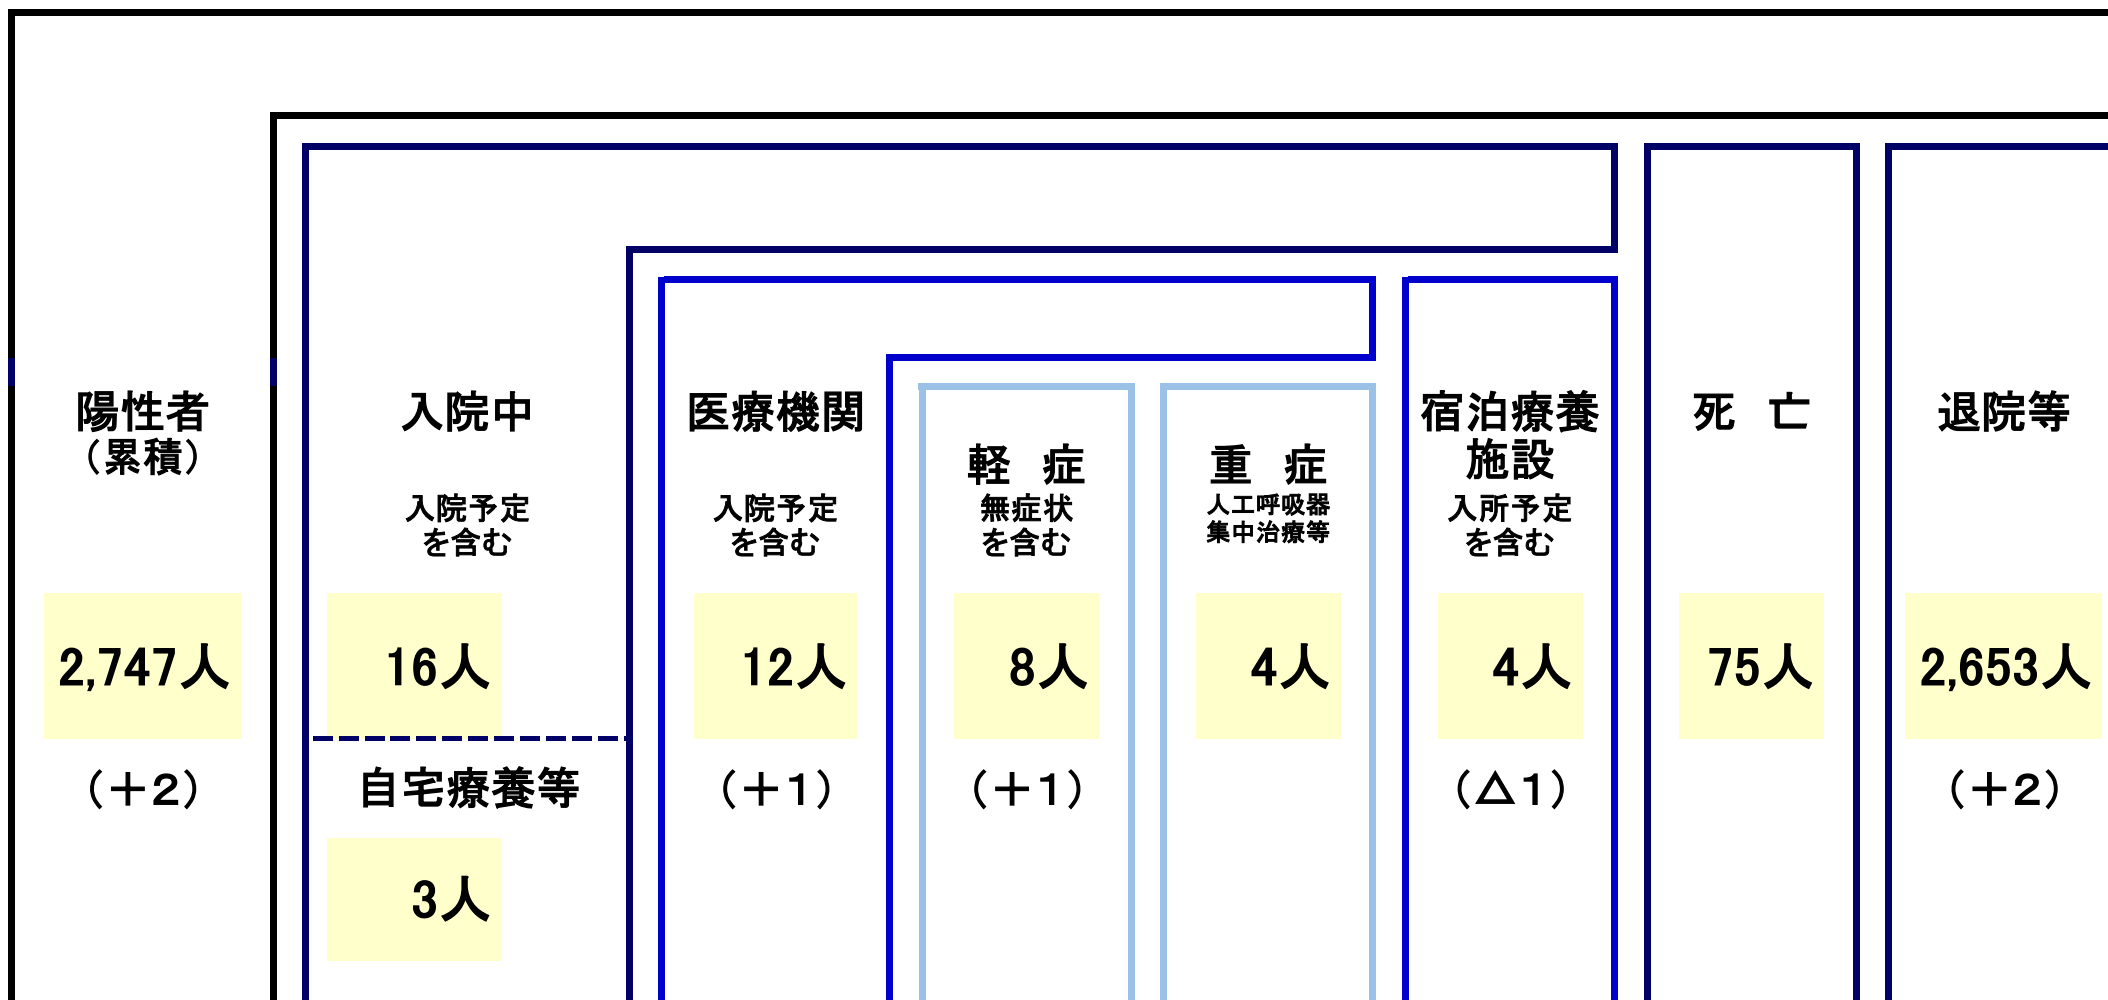 陽性者
（累積）
2,747人
（＋2）
入院中
入院予定
を含む
16人
自宅療養等
3人
医療機関
入院予定
を含む
12人
（＋1）
軽　症
無症状
を含む
8人
（＋1）
重　症
人工呼吸器
集中治療等
4人
宿泊療養
施設
入所予定
を含む
4人
（△1）
死　亡
75人
退院等
2,653人
（＋2）